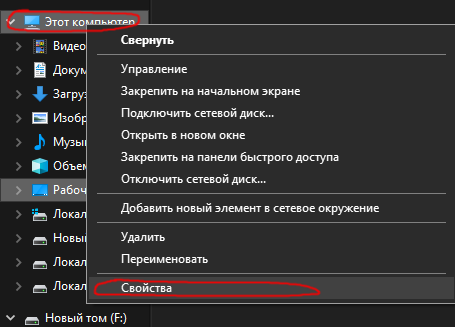 Этот компьютер
Видео
Докум
Загруз
Изобр
Музы
Объем
Рабоч
Локал
Новый
Локал
Локал
Новый том (F:)
Свернуть
Управление
Закрепить на начальном экране
Подключить сетевой диск...
Открыть в новом окне
Закрепить на панели быстрого доступа
Отключить сетевой диск...
Добавить новый элемент в сетевое окружение
Удалить
Переименовать
Свойства